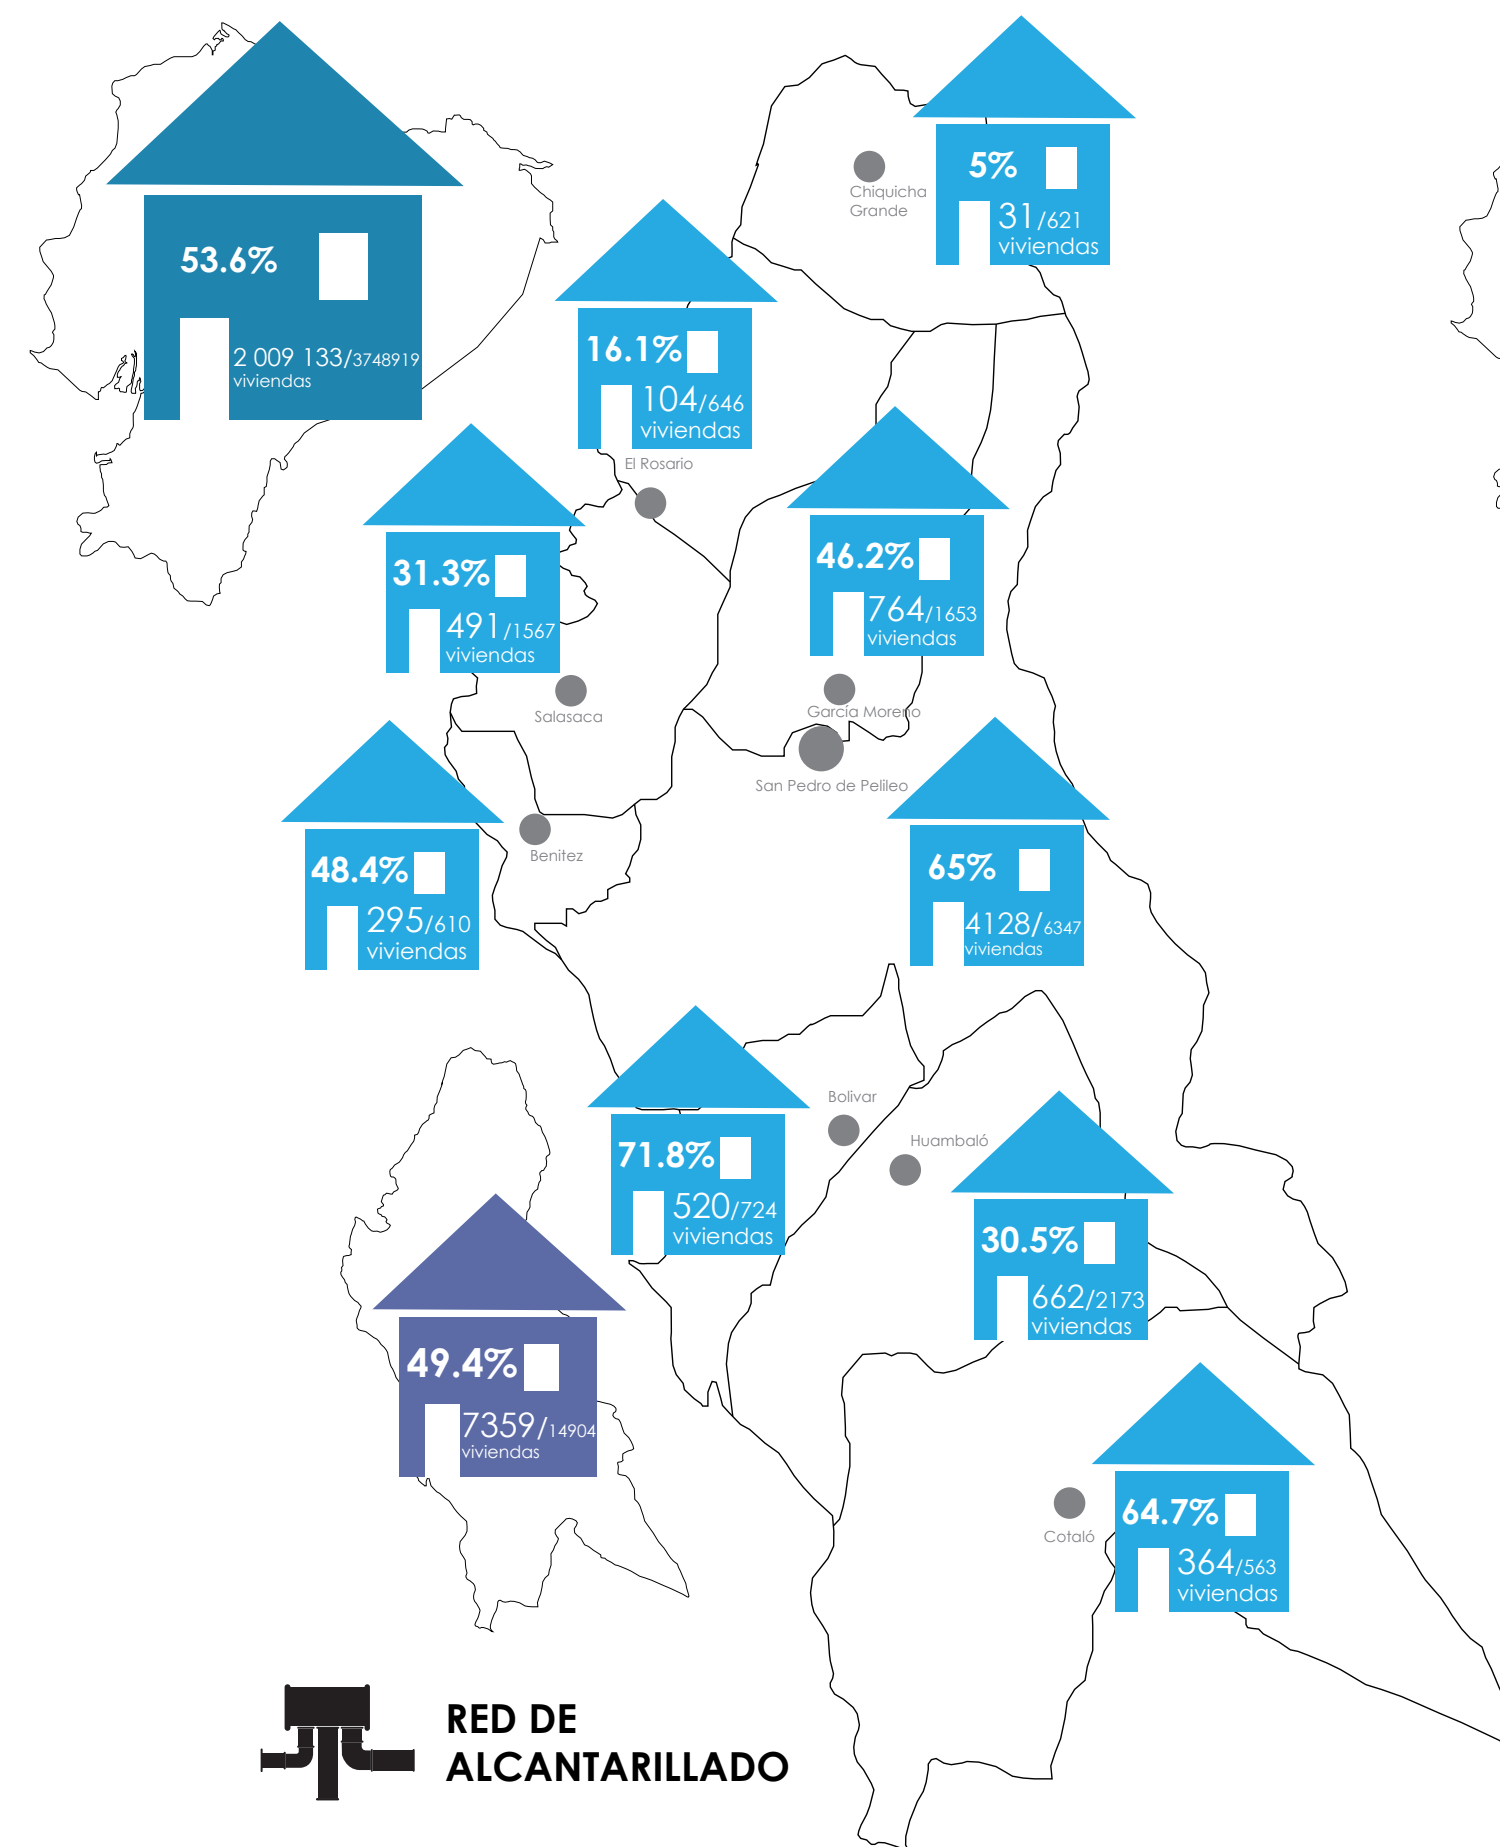 5%
Chiquicha
Grande
31/621
viviendas
53.6%
2 009 133/3748919
viviendas
16.1%
104/646
viviendas
El Rosario
31.3%
491/1567
viviendas
46.2%
764/1653
viviendas
Salasaca
García Moreno
San Pedro de Pelileo
Benitez
48.4%
295/610
viviendas
65%
4128/6347
viviendas
Bolivar
Huambaló
71.8%
520/724
viviendas
30.5%
662/2173
viviendas
49.4%
7359/14904
viviendas
Cotaló
64.7%
364/563
viviendas
RED DE
ALCANTARILLADO